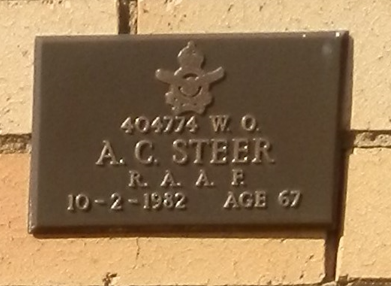 404774 W. O.
A. C. STEER
R. A. A. F.
10-2-1982 AGE 67